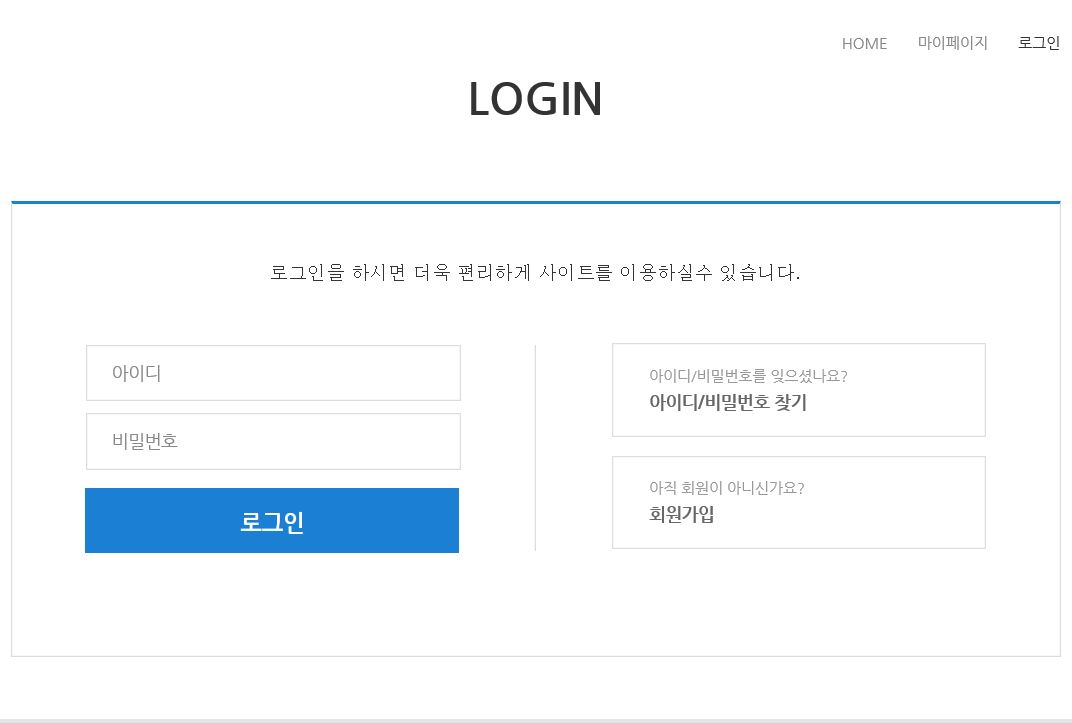 HOME 마이페이지 로그인
LOGIN
로그인을 하시면 더욱 편리하게 사이트를 이용하실수 있습니다.
아이디
비밀번호
로그인
아이디/비밀번호를 잊으셨나요?
아이디/비밀번호 찾기
아직 회원이 아니신가요?
회원가입